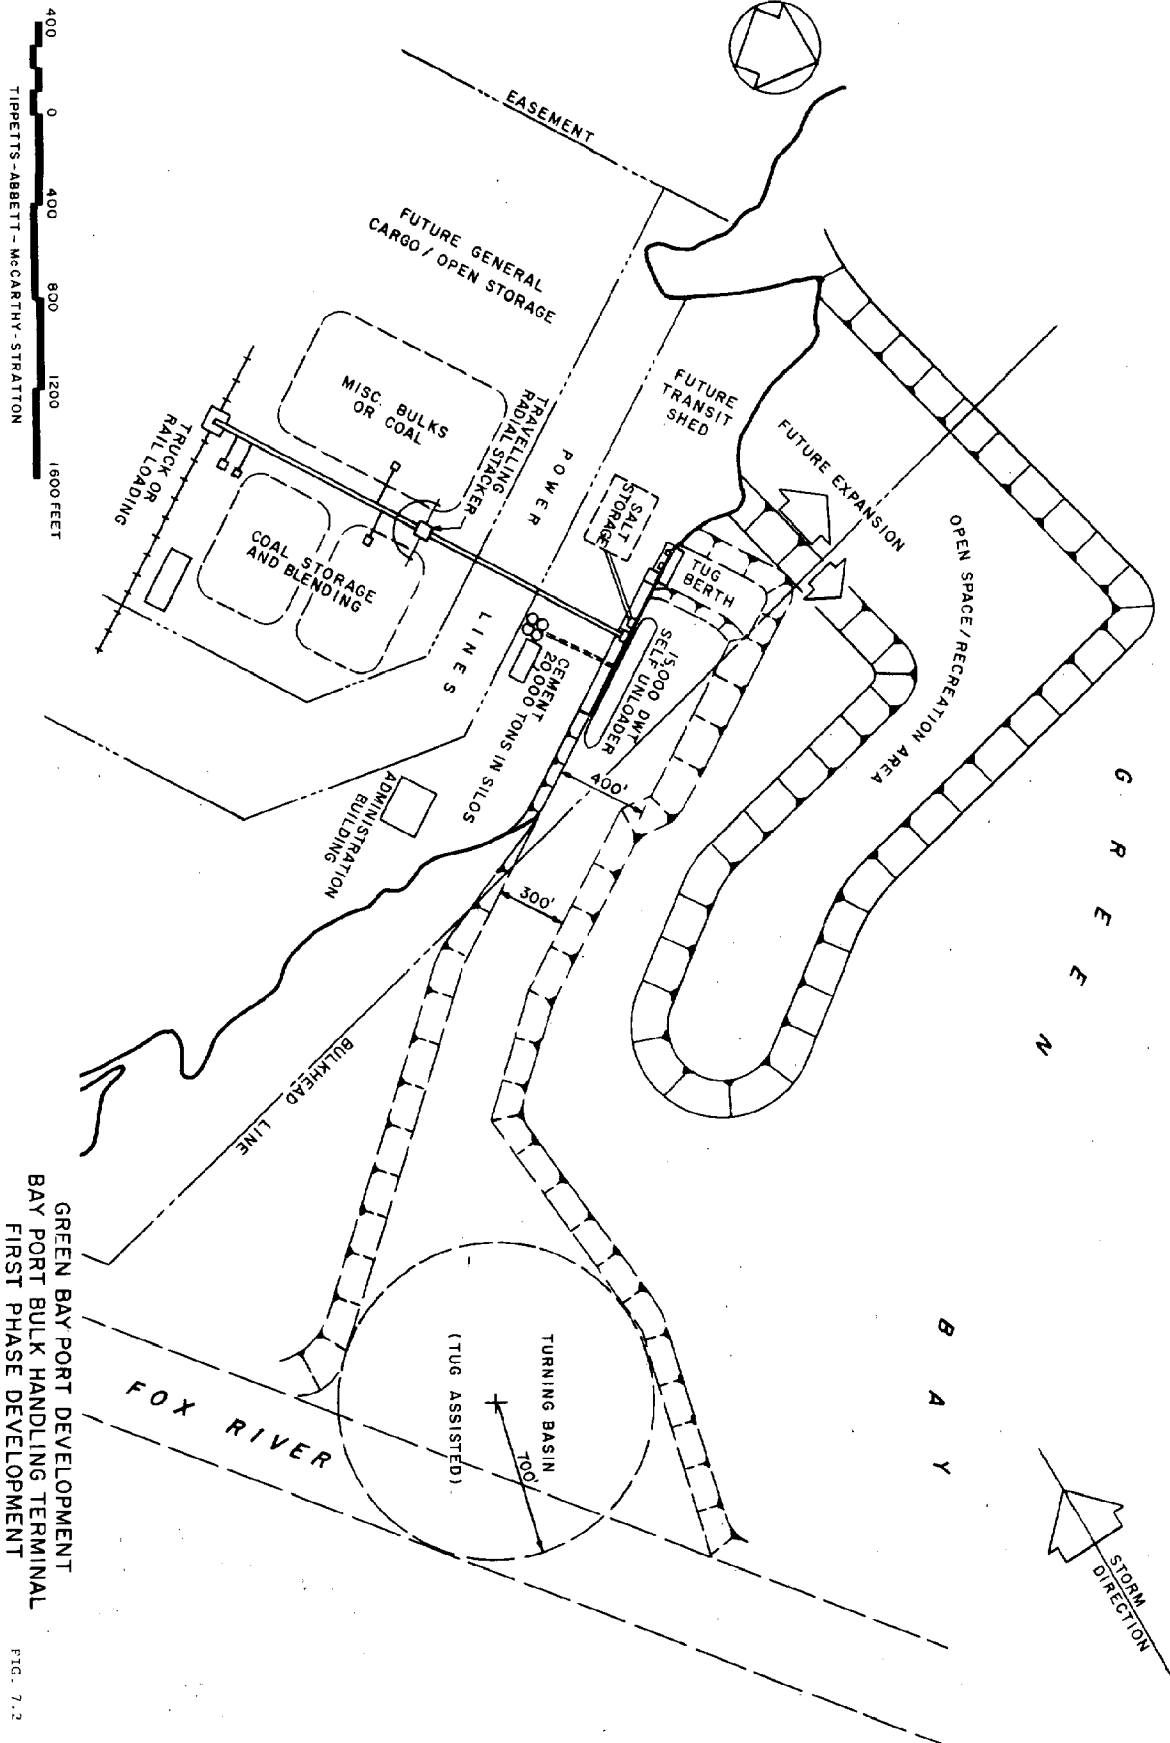 EASEMENT
FUTURE GENERAL
CARGO / OPEN STORAGE
MISC. BULKS
OR COAL
TRAVELLING
RADIAL STACKER
TRUCK OR
RAIL LOADING
COAL STORAGE
AND BLENDING
POWER
LINES
FUTURE
TRANSIT
SHED
SALT
STORAGE
TUG
BERTH
FUTURE EXPANSION
OPEN SPACE/RECREATION AREA
15,000 DWT
SELF UNLOADER
CEMENT
20,000 TONS IN SILOS
ADMINISTRATION
BUILDING
400'
300'
BULKHEAD LINE
GREEN
BAY
TURNING BASIN
(TUG ASSISTED)
700'
FOX RIVER
STORM
DIRECTION
400 0 400 800 1200 1600 FEET
TIPPETTS-ABBETT-McCARTHY-STRATTON
GREEN BAY PORT DEVELOPMENT
BAY PORT BULK HANDLING TERMINAL
FIRST PHASE DEVELOPMENT
FIG. 7.2